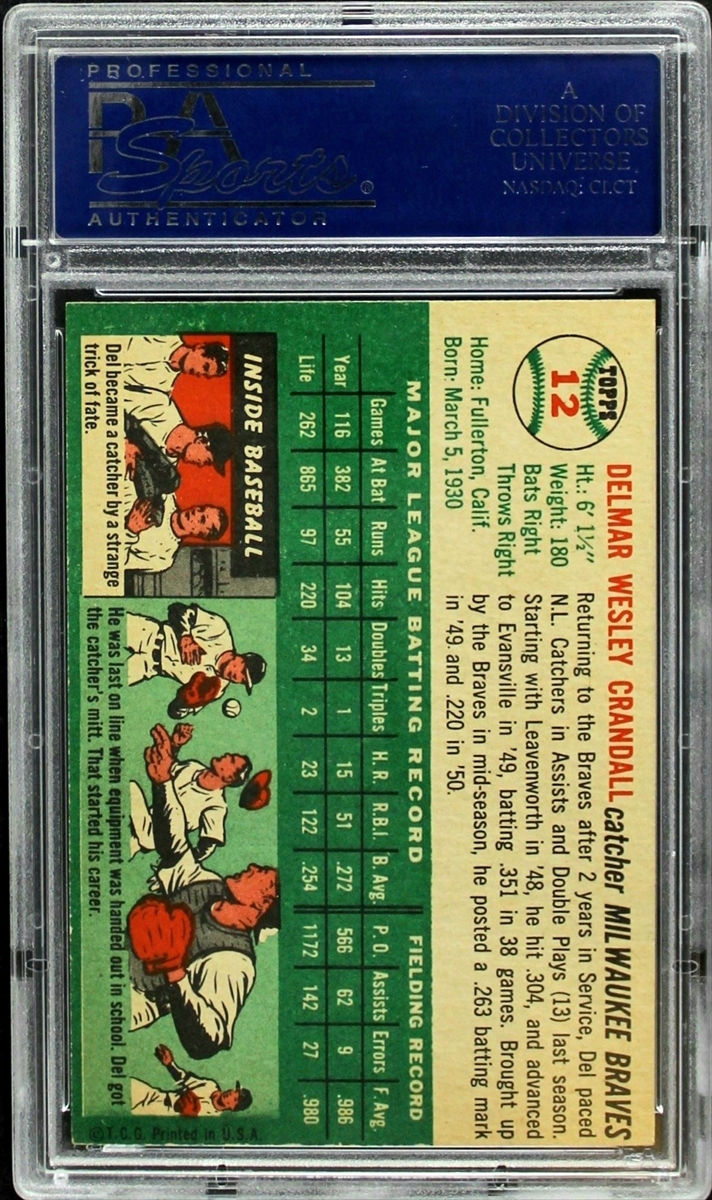 PROFESSIONAL
PSA
Sports®
AUTHENTICATOR
A
DIVISION OF
COLLECTORS
UNIVERSE
NASDAQ: CLCT
TOPPS
12
DELMAR WESLEY CRANDALL catcher MILWAUKEE BRAVES
Ht.: 6' 1½"
Weight: 180
Bats Right
Throws Right
Home: Fullerton, Calif.
Born: March 5, 1930
Returning to the Braves after 2 years in Service, Del paced
N.L. Catchers in Assists and Double Plays (13) last season.
Starting with Leavenworth in '48, he hit .304, and advanced
to Evansville in '49, batting .351 in 38 games. Brought up
by the Braves in mid-season, he posted a .263 batting mark
in '49 and .220 in '50.
MAJOR LEAGUE BATTING RECORD FIELDING RECORD
Games At Bat Runs Hits Doubles Triples H. R. R.B.I. B. Avg. P. O. Assists Errors F. Avg.
Year 116 382 55 104 13 1 15 51 .272 566 62 9 .986
Life 262 865 97 220 34 2 23 122 .254 1172 142 27 .980
INSIDE BASEBALL
Del became a catcher by a strange
trick of fate.
He was last on line when equipment was handed out in school. Del got
the catcher's mitt. That started his career.
©T.C.G. Printed in U.S.A.